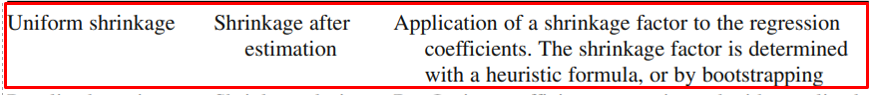 Uniform shrinkage Shrinkage after Application of a shrinkage factor to the regression
estimation coefficients. The shrinkage factor is determined
with a heuristic formula, or by bootstrapping